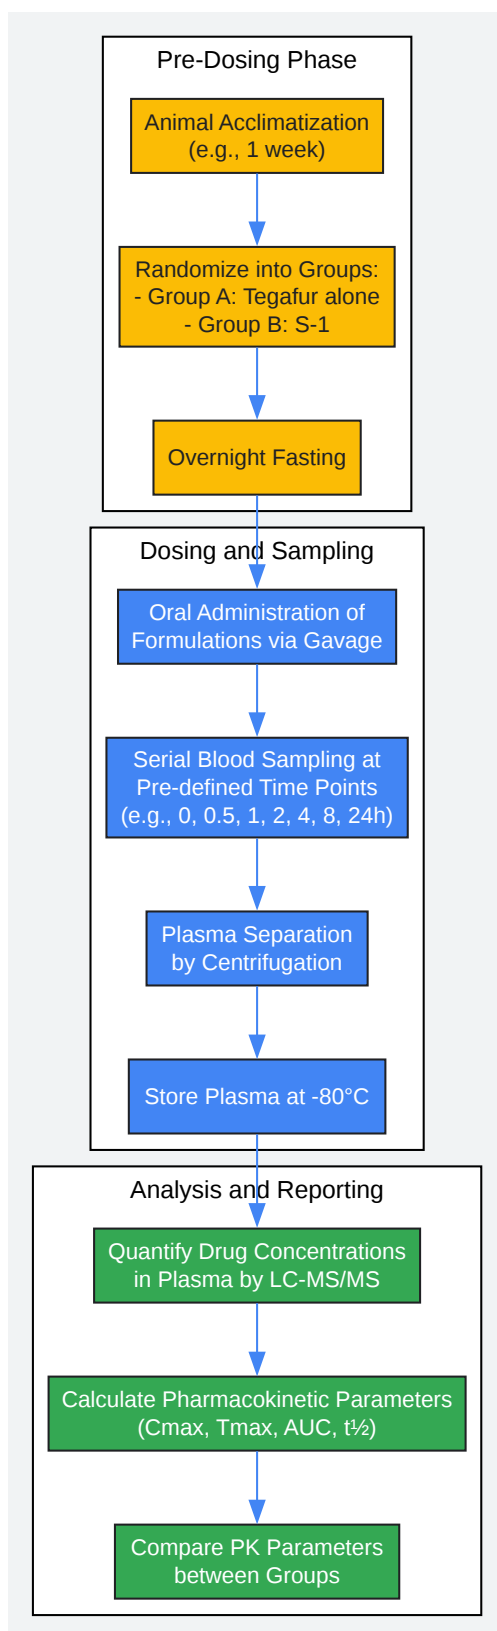 Pre-Dosing Phase
Animal Acclimatization
(e.g., 1 week)
Randomize into Groups:
- Group A: Tegafur alone
- Group B: S-1
Overnight Fasting
Dosing and Sampling
Oral Administration of
Formulations via Gavage
Serial Blood Sampling at
Pre-defined Time Points
(e.g., 0, 0.5, 1, 2, 4, 8, 24h)
Plasma Separation
by Centrifugation
Store Plasma at -80°C
Analysis and Reporting
Quantify Drug Concentrations
in Plasma by LC-MS/MS
Calculate Pharmacokinetic Parameters
(Cmax, Tmax, AUC, t½)
Compare PK Parameters
between Groups